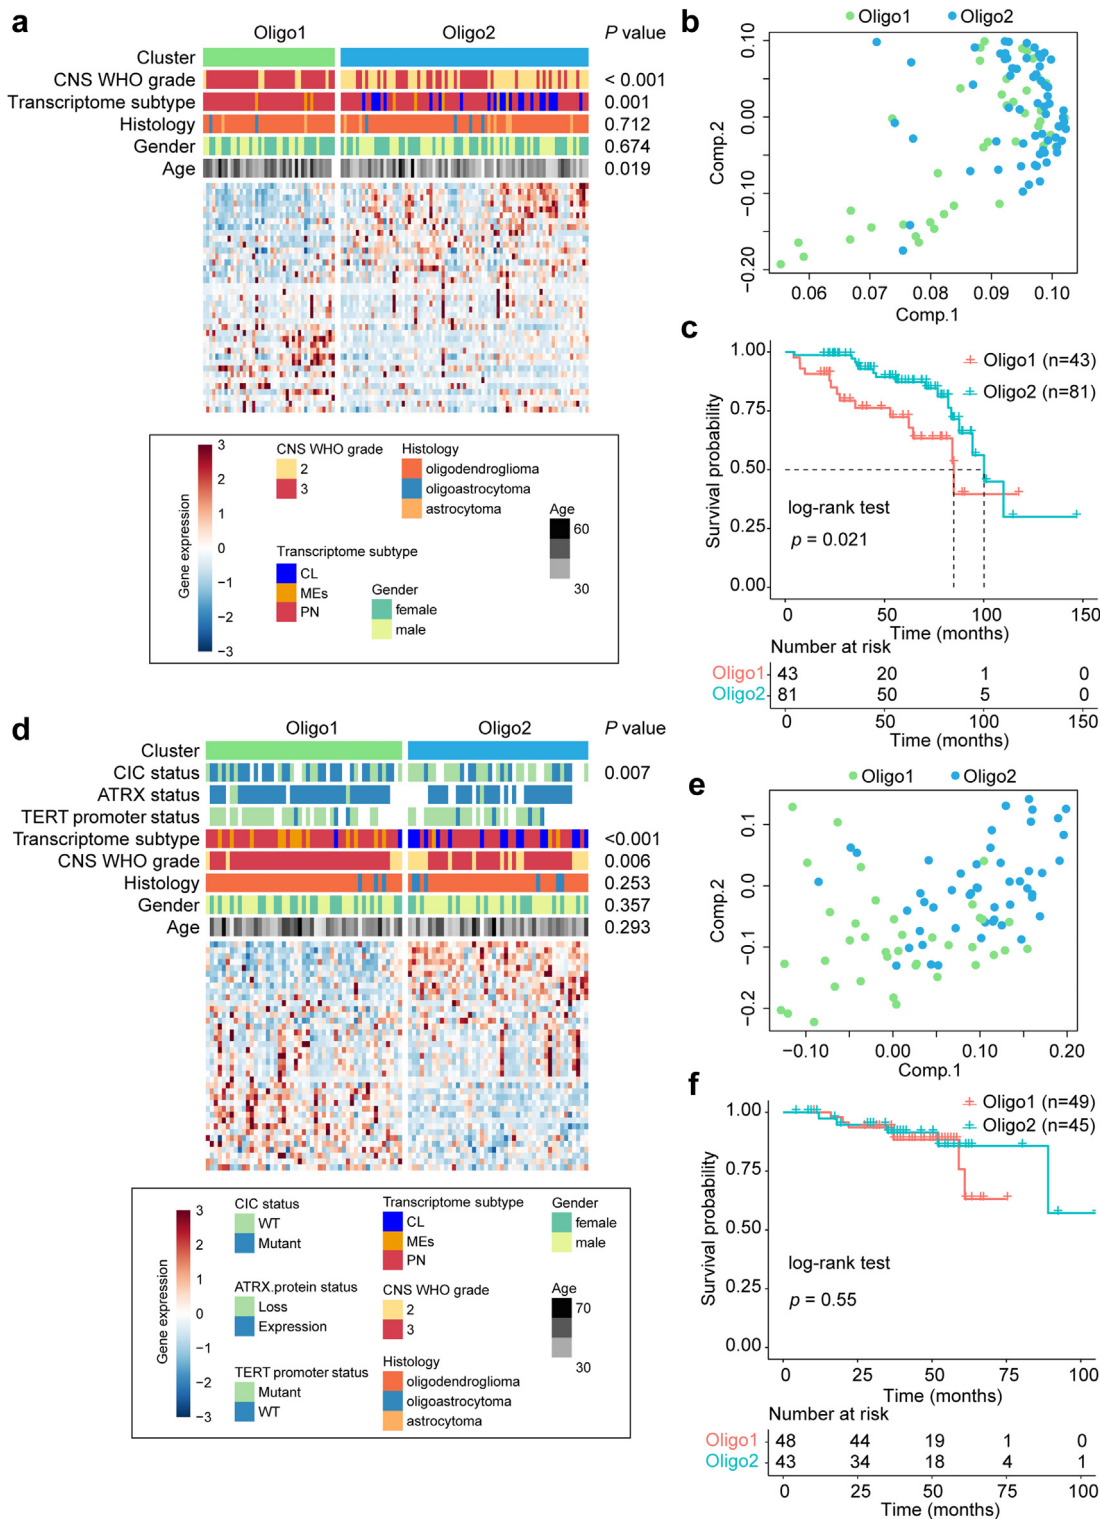 a
Oligo1 Oligo2 P value
Cluster
CNS WHO grade < 0.001
Transcriptome subtype 0.001
Histology 0.712
Gender 0.674
Age 0.019
Gene expression
3
2
1
0
−1
−2
−3
CNS WHO grade
2
3
Histology
oligodendroglioma
oligoastrocytoma
astrocytoma
Age
60
30
Transcriptome subtype
CL
MEs
PN
Gender
female
male
b
Oligo1 Oligo2
Comp.2
0.10
0.00
−0.10
−0.20
0.06 0.07 0.08 0.09 0.10
Comp.1
c
Survival probability
1.00
0.75
0.50
0.25
0.00
Oligo1 (n=43)
Oligo2 (n=81)
log-rank test
p = 0.021
0 50 100 150
Time (months)
Number at risk
Oligo1 43 20 1 0
Oligo2 81 50 5 0
0 50 100 150
Time (months)
d
Oligo1 Oligo2 P value
Cluster
CIC status 0.007
ATRX status
TERT promoter status
Transcriptome subtype <0.001
CNS WHO grade 0.006
Histology 0.253
Gender 0.357
Age 0.293
Gene expression
3
2
1
0
−1
−2
−3
CIC status
WT
Mutant
ATRX.protein status
Loss
Expression
TERT promoter status
Mutant
WT
Transcriptome subtype
CL
MEs
PN
CNS WHO grade
2
3
Histology
oligodendroglioma
oligoastrocytoma
astrocytoma
Gender
female
male
Age
70
30
e
Oligo1 Oligo2
Comp.2
0.1
0.0
−0.1
−0.2
−0.10 0.00 0.10 0.20
Comp.1
f
Survival probability
1.00
0.75
0.50
0.25
0.00
Oligo1 (n=49)
Oligo2 (n=45)
log-rank test
p = 0.55
0 25 50 75 100
Time (months)
Number at risk
Oligo1 48 44 19 1 0
Oligo2 43 34 18 4 1
0 25 50 75 100
Time (months)